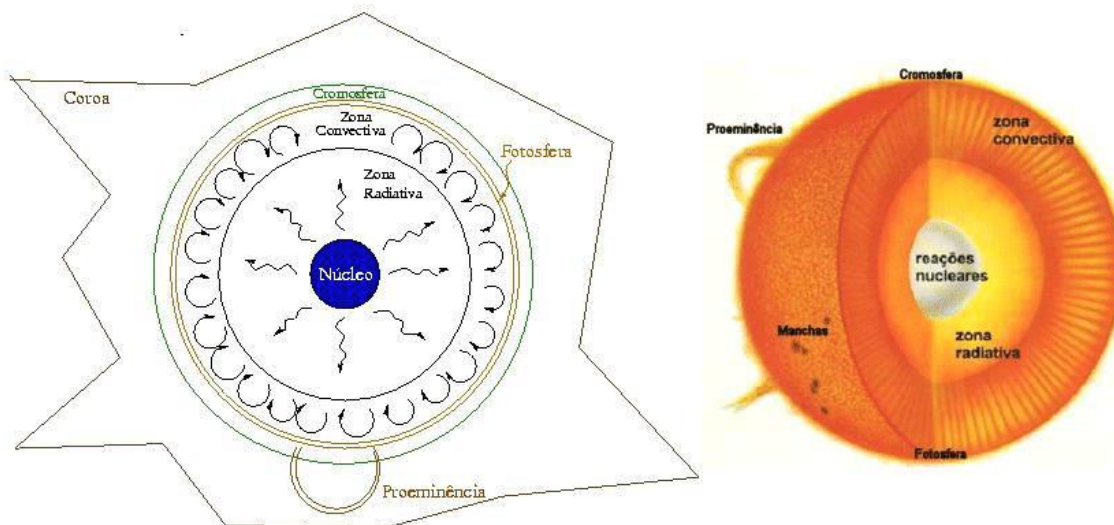 Coroa
Cromosfera
Zona
Convectiva
Fotosfera
Zona
Radiativa
Núcleo
Proeminência
Cromosfera
Proeminência
zona
convectiva
reações
nucleares
Manchas
zona
radiativa
Fotosfera